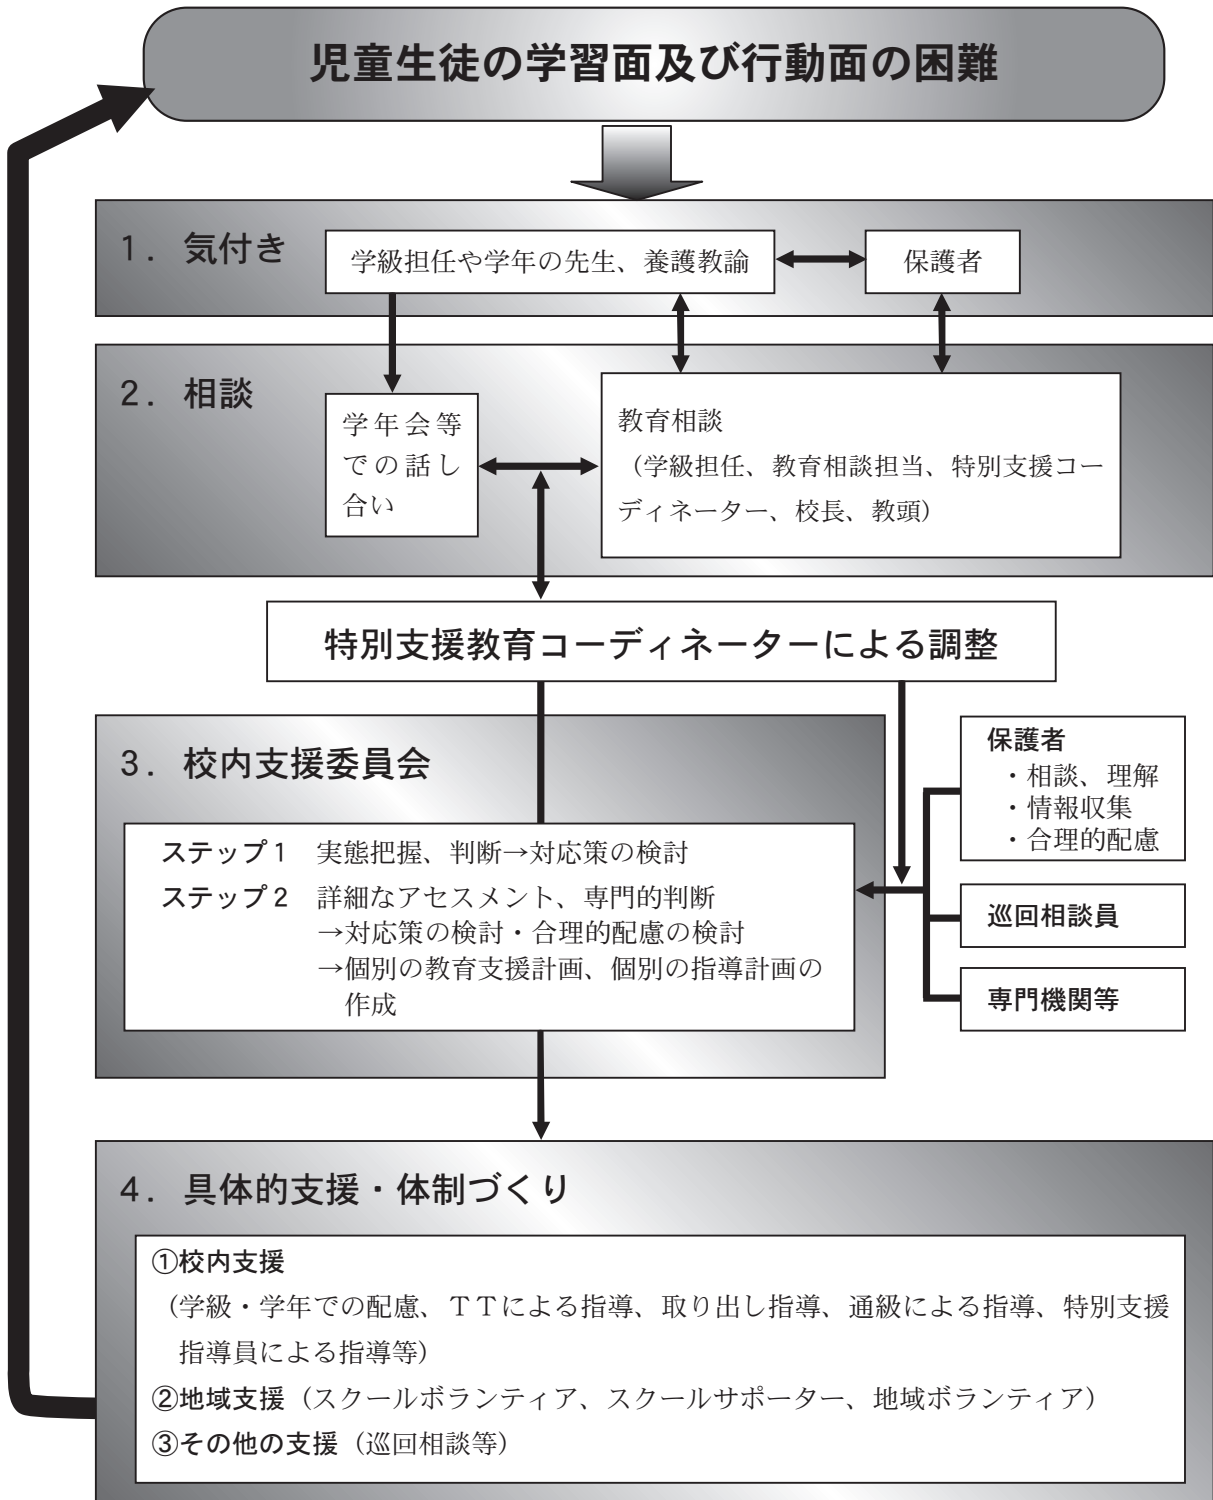 児童生徒の学習面及び行動面の困難
1．気付き
学級担任や学年の先生、養護教諭
保護者
2．相談
学年会等
での話し
合い
教育相談
（学級担任、教育相談担当、特別支援コー
ディネーター、校長、教頭）
特別支援教育コーディネーターによる調整
3．校内支援委員会
ステップ1　実態把握、判断→対応策の検討
ステップ2　詳細なアセスメント、専門的判断
→対応策の検討・合理的配慮の検討
→個別の教育支援計画、個別の指導計画の
作成
保護者
・相談、理解
・情報収集
・合理的配慮
巡回相談員
専門機関等
4．具体的支援・体制づくり
①校内支援
（学級・学年での配慮、ＴＴによる指導、取り出し指導、通級による指導、特別支援
指導員による指導等）
②地域支援（スクールボランティア、スクールサポーター、地域ボランティア）
③その他の支援（巡回相談等）